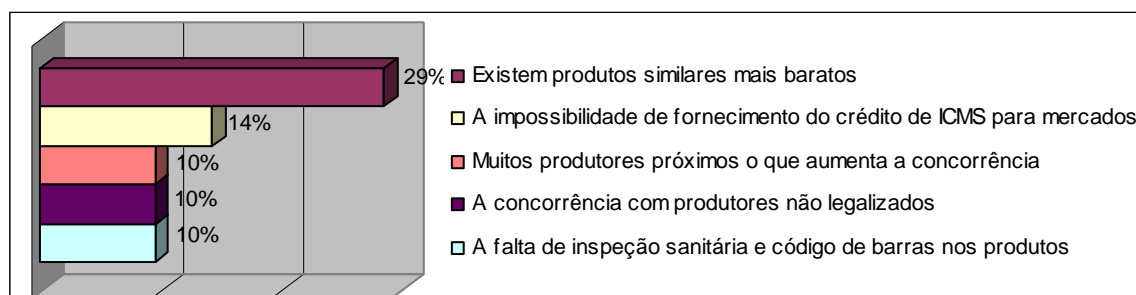 29%
Existem produtos similares mais baratos
14%
A impossibilidade de fornecimento do crédito de ICMS para mercados
10%
Muitos produtores próximos o que aumenta a concorrência
10%
A concorrência com produtores não legalizados
10%
A falta de inspeção sanitária e código de barras nos produtos